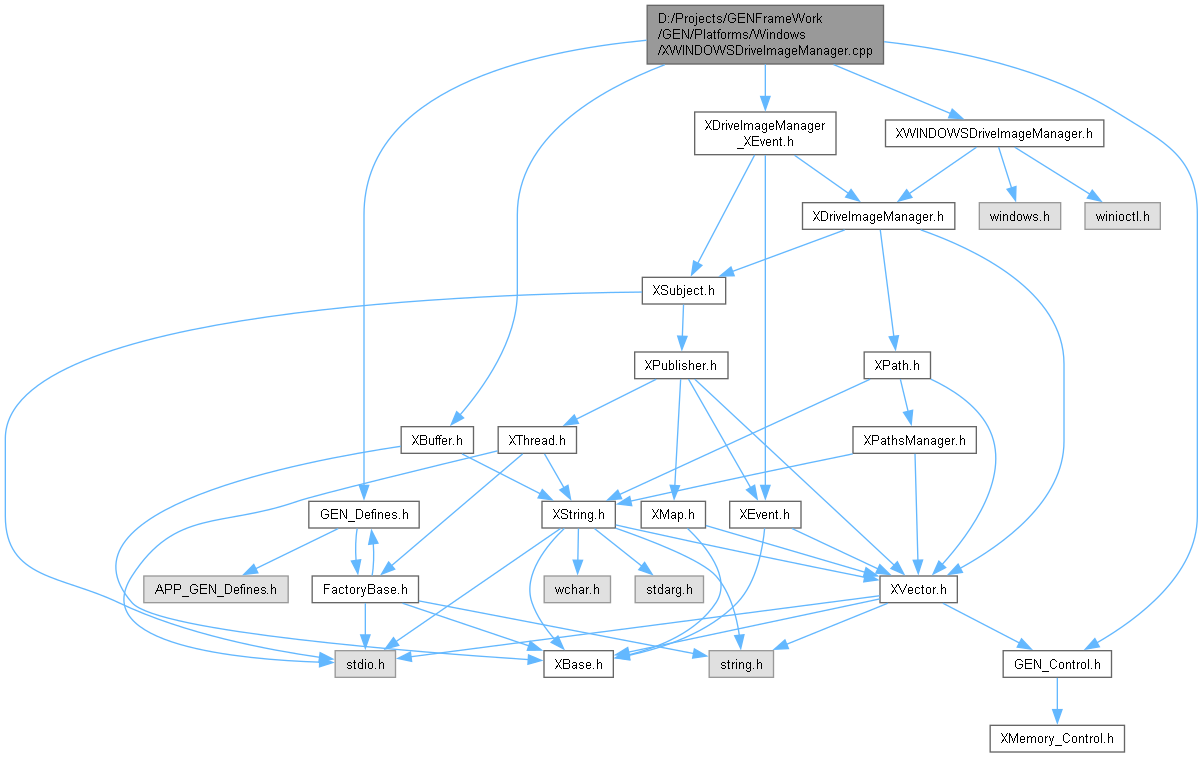 D:/Projects/GENFrameWork
/GEN/Platforms/Windows
/XWINDOWSDriveImageManager.cpp
XDriveImageManager
_XEvent.h
XWINDOWSDriveImageManager.h
XDriveImageManager.h
windows.h
winioctl.h
XSubject.h
XPublisher.h
XPath.h
XBuffer.h
XThread.h
XPathsManager.h
GEN_Defines.h
XString.h
XMap.h
XEvent.h
APP_GEN_Defines.h
FactoryBase.h
wchar.h
stdarg.h
XVector.h
stdio.h
XBase.h
string.h
GEN_Control.h
XMemory_Control.h